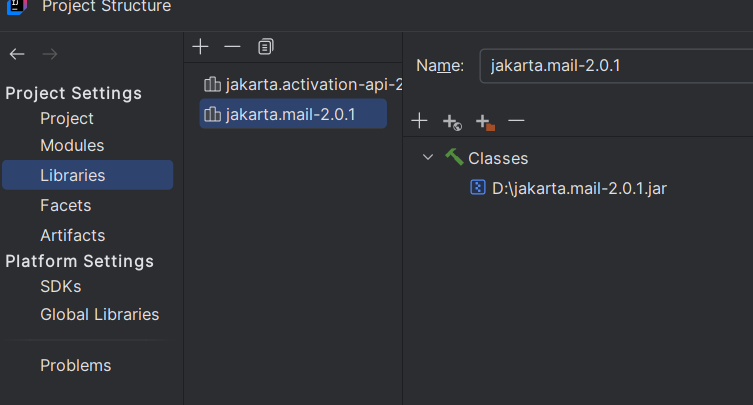 Project Structure
Project Settings
Project
Modules
Libraries
Facets
Artifacts
Platform Settings
SDKs
Global Libraries
Problems
jakarta.activation-api-2
jakarta.mail-2.0.1
Name: jakarta.mail-2.0.1
Classes
D:\jakarta.mail-2.0.1.jar